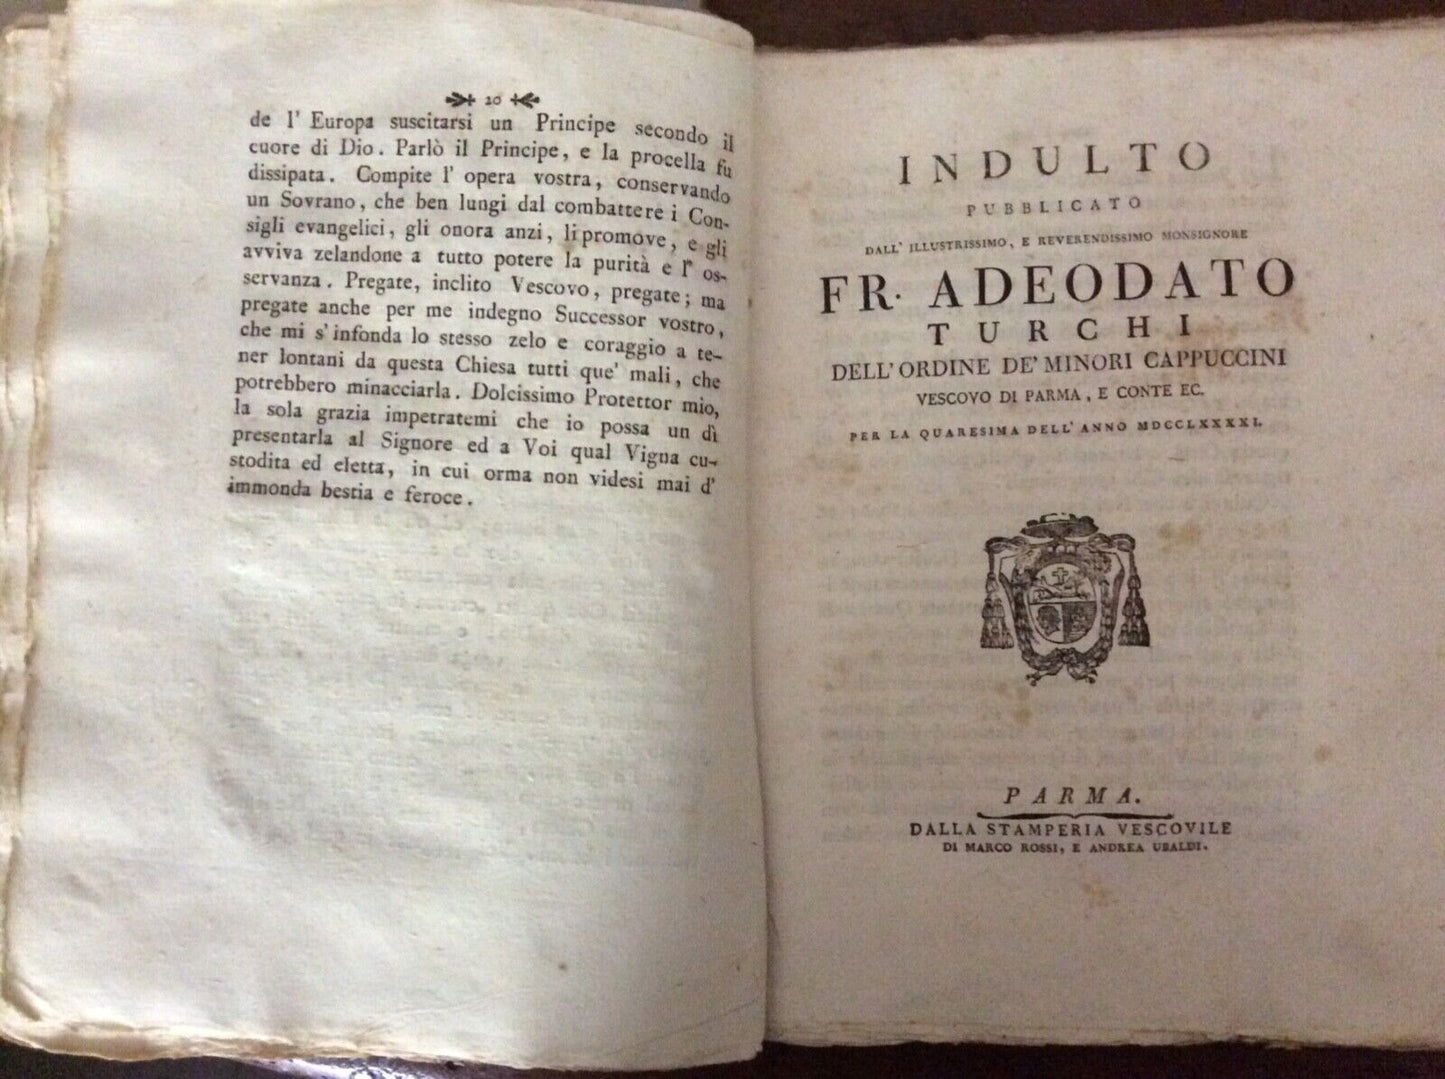 20
de l' Europa suscitarsi un Principe secondo il
cuore di Dio. Parlò il Principe, e la procella fu
dissipata. Compite l' opera vostra, conservando
un Sovrano, che ben lungi dal combattere i Con-
sigli evangelici, gli onora anzi, li promove, e gli
avviva zelandone a tutto potere la purità e l' os-
servanza. Pregate, inclito Vescovo, pregate; ma
pregate anche per me indegno Successor vostro,
che mi s' infonda lo stesso zelo e coraggio a te-
ner lontani da questa Chiesa tutti que' mali, che
potrebbero minacciarla. Dolcissimo Protettor mio,
la sola grazia impetratemi che io possa un dì
presentarla al Signore ed a Voi qual Vigna cu-
stodita ed eletta, in cui orma non videsi mai d'
immonda bestia e feroce.
INDULTO
PUBBLICATO
DALL' ILLUSTRISSIMO, E REVERENDISSIMO MONSIGNORE
FR. ADEODATO
TURCHI
DELL'ORDINE DE' MINORI CAPPUCCINI
VESCOVO DI PARMA, E CONTE EC.
PER LA QUARESIMA DELL'ANNO MDCCLXXXXI.
PARMA.
DALLA STAMPERIA VESCOVILE
DI MARCO ROSSI, E ANDREA UBALDI.